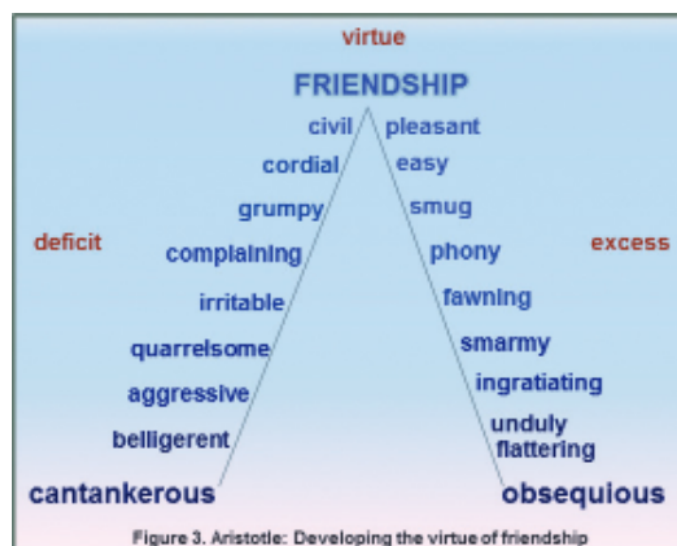 virtue
FRIENDSHIP
civil pleasant
cordial easy
grumpy smug
deficit complaining phony excess
irritable fawning
quarrelsome smarmy
aggressive ingratiating
belligerent unduly
flattering
cantankerous obsequious
Figure 3. Aristotle: Developing the virtue of friendship